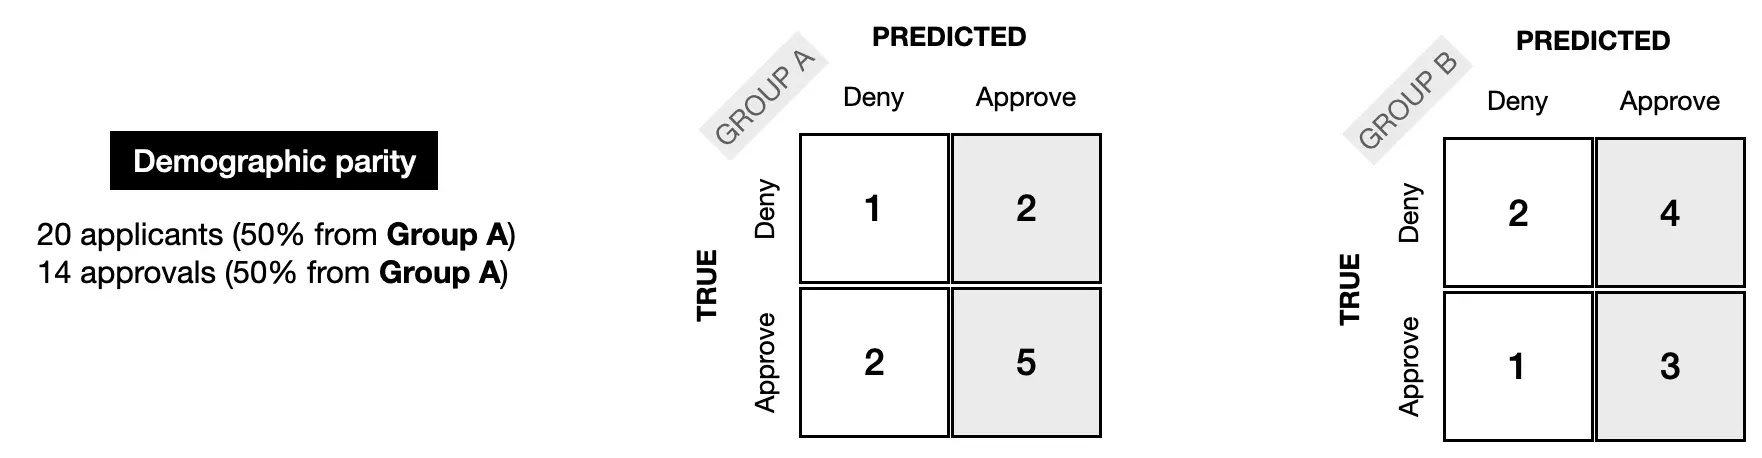 Demographic parity
20 applicants (50% from Group A)
14 approvals (50% from Group A)
GROUP A
PREDICTED
Deny Approve
TRUE
Deny
1 2
Approve
2 5
GROUP B
PREDICTED
Deny Approve
TRUE
Deny
2 4
Approve
1 3